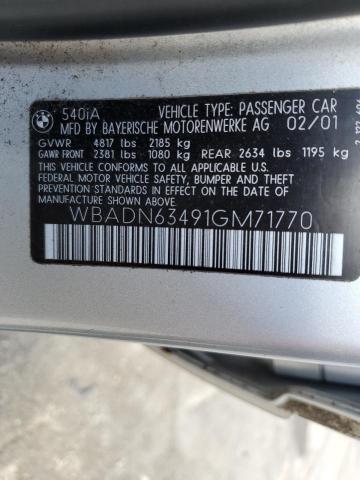 540iA VEHICLE TYPE: PASSENGER CAR
MFD BY BAYERISCHE MOTORENWERKE AG 02/01
GVWR 4817 lbs 2185 kg
GAWR FRONT 2381 lbs 1080 kg REAR 2634 lbs 1195 kg
THIS VEHICLE CONFORMS TO ALL APPLICABLE
FEDERAL MOTOR VEHICLE SAFETY, BUMPER AND
THEFT PREVENTION STANDARDS IN EFFECT ON THE
DATE OF MANUFACTURE SHOWN ABOVE.
WBADN63491GM71770